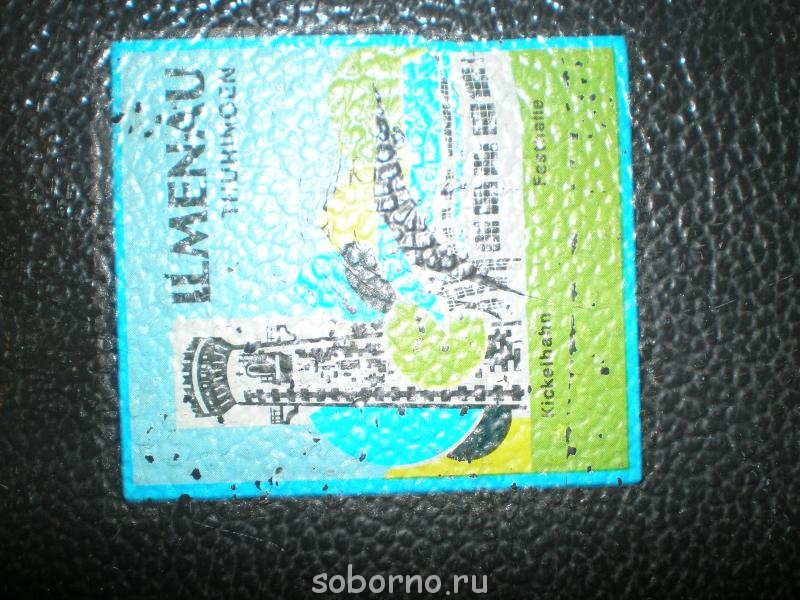 ILMENAU
THÜRINGEN
Kickelhahn
Festhalle
soborno.ru